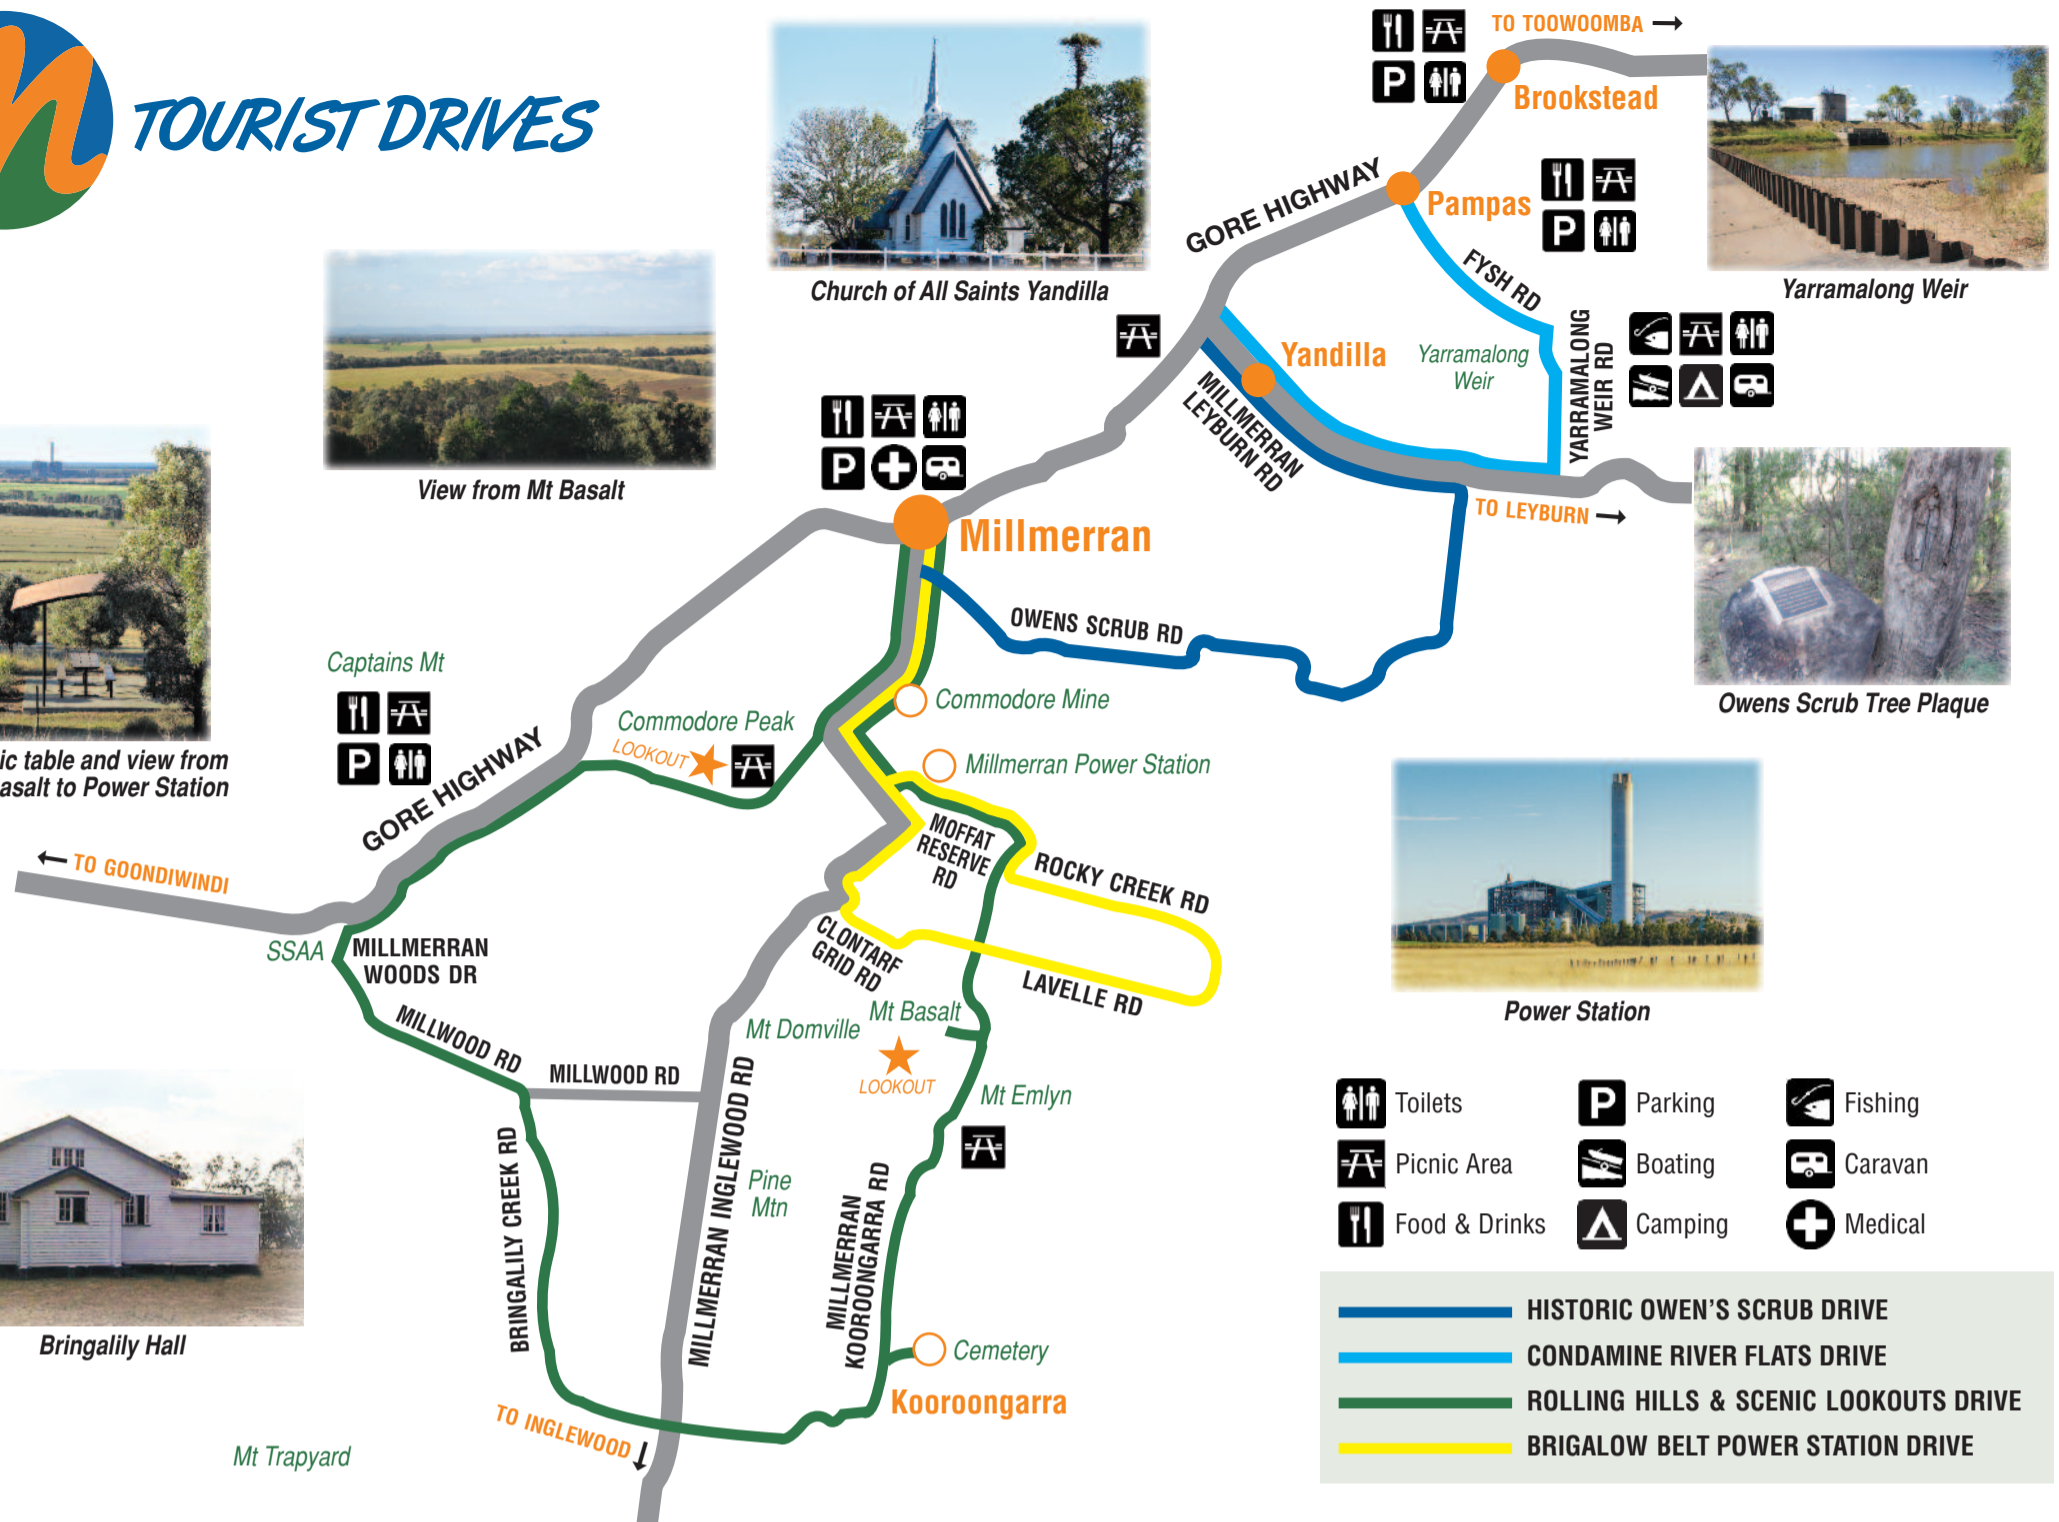 TOURIST DRIVES
TO TOOWOOMBA
Brookstead
P
GORE HIGHWAY
Pampas
P
Church of All Saints Yandilla
FYSH RD
Yarramalong Weir
YARRAMALONG
WEIR RD
Yandilla
Yarramalong
Weir
MILLMERRAN
LEYBURN RD
View from Mt Basalt
P
TO LEYBURN
Millmerran
OWENS SCRUB RD
Owens Scrub Tree Plaque
Captains Mt
P
Commodore Peak
LOOKOUT
Commodore Mine
Millmerran Power Station
ic table and view from
asalt to Power Station
GORE HIGHWAY
TO GOONDIWINDI
MOFFAT
RESERVE
RD
ROCKY CREEK RD
SSAA
MILLMERRAN
WOODS DR
CLONTARF
GRID RD
LAVELLE RD
Power Station
MILLWOOD RD
MILLWOOD RD
Mt Domville
Mt Basalt
LOOKOUT
Mt Emlyn
BRINGALILY CREEK RD
MILLMERRAN INGLEWOOD RD
Pine
Mtn
MILLMERRAN
KOOROONGARRA RD
Bringalily Hall
Cemetery
Kooroongarra
TO INGLEWOOD
Mt Trapyard
Toilets
P Parking
Fishing
Picnic Area
Boating
Caravan
Food & Drinks
Camping
Medical
HISTORIC OWEN'S SCRUB DRIVE
CONDAMINE RIVER FLATS DRIVE
ROLLING HILLS & SCENIC LOOKOUTS DRIVE
BRIGALOW BELT POWER STATION DRIVE